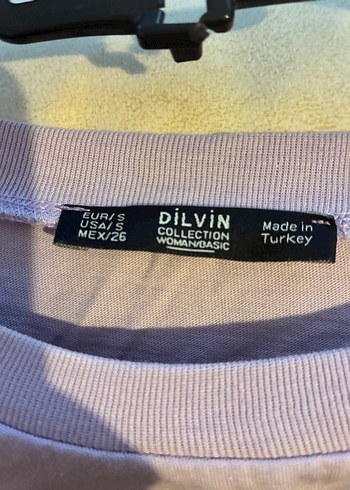 EUR/S
USA/S
MEX/26
DiLViN
COLLECTION
WOMAN/BASIC
Made in
Turkey